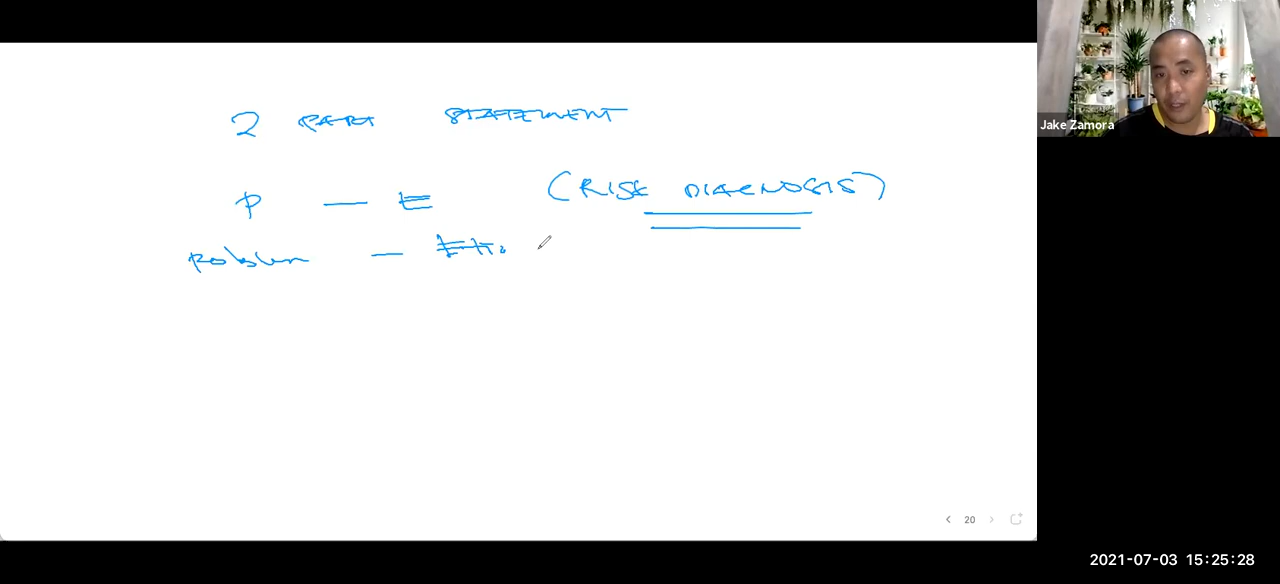 2 PART STATEMENT
P — E (RISK DIAGNOSIS)
Problem — Etio
Jake Zamora
20
2021-07-03 15:25:28